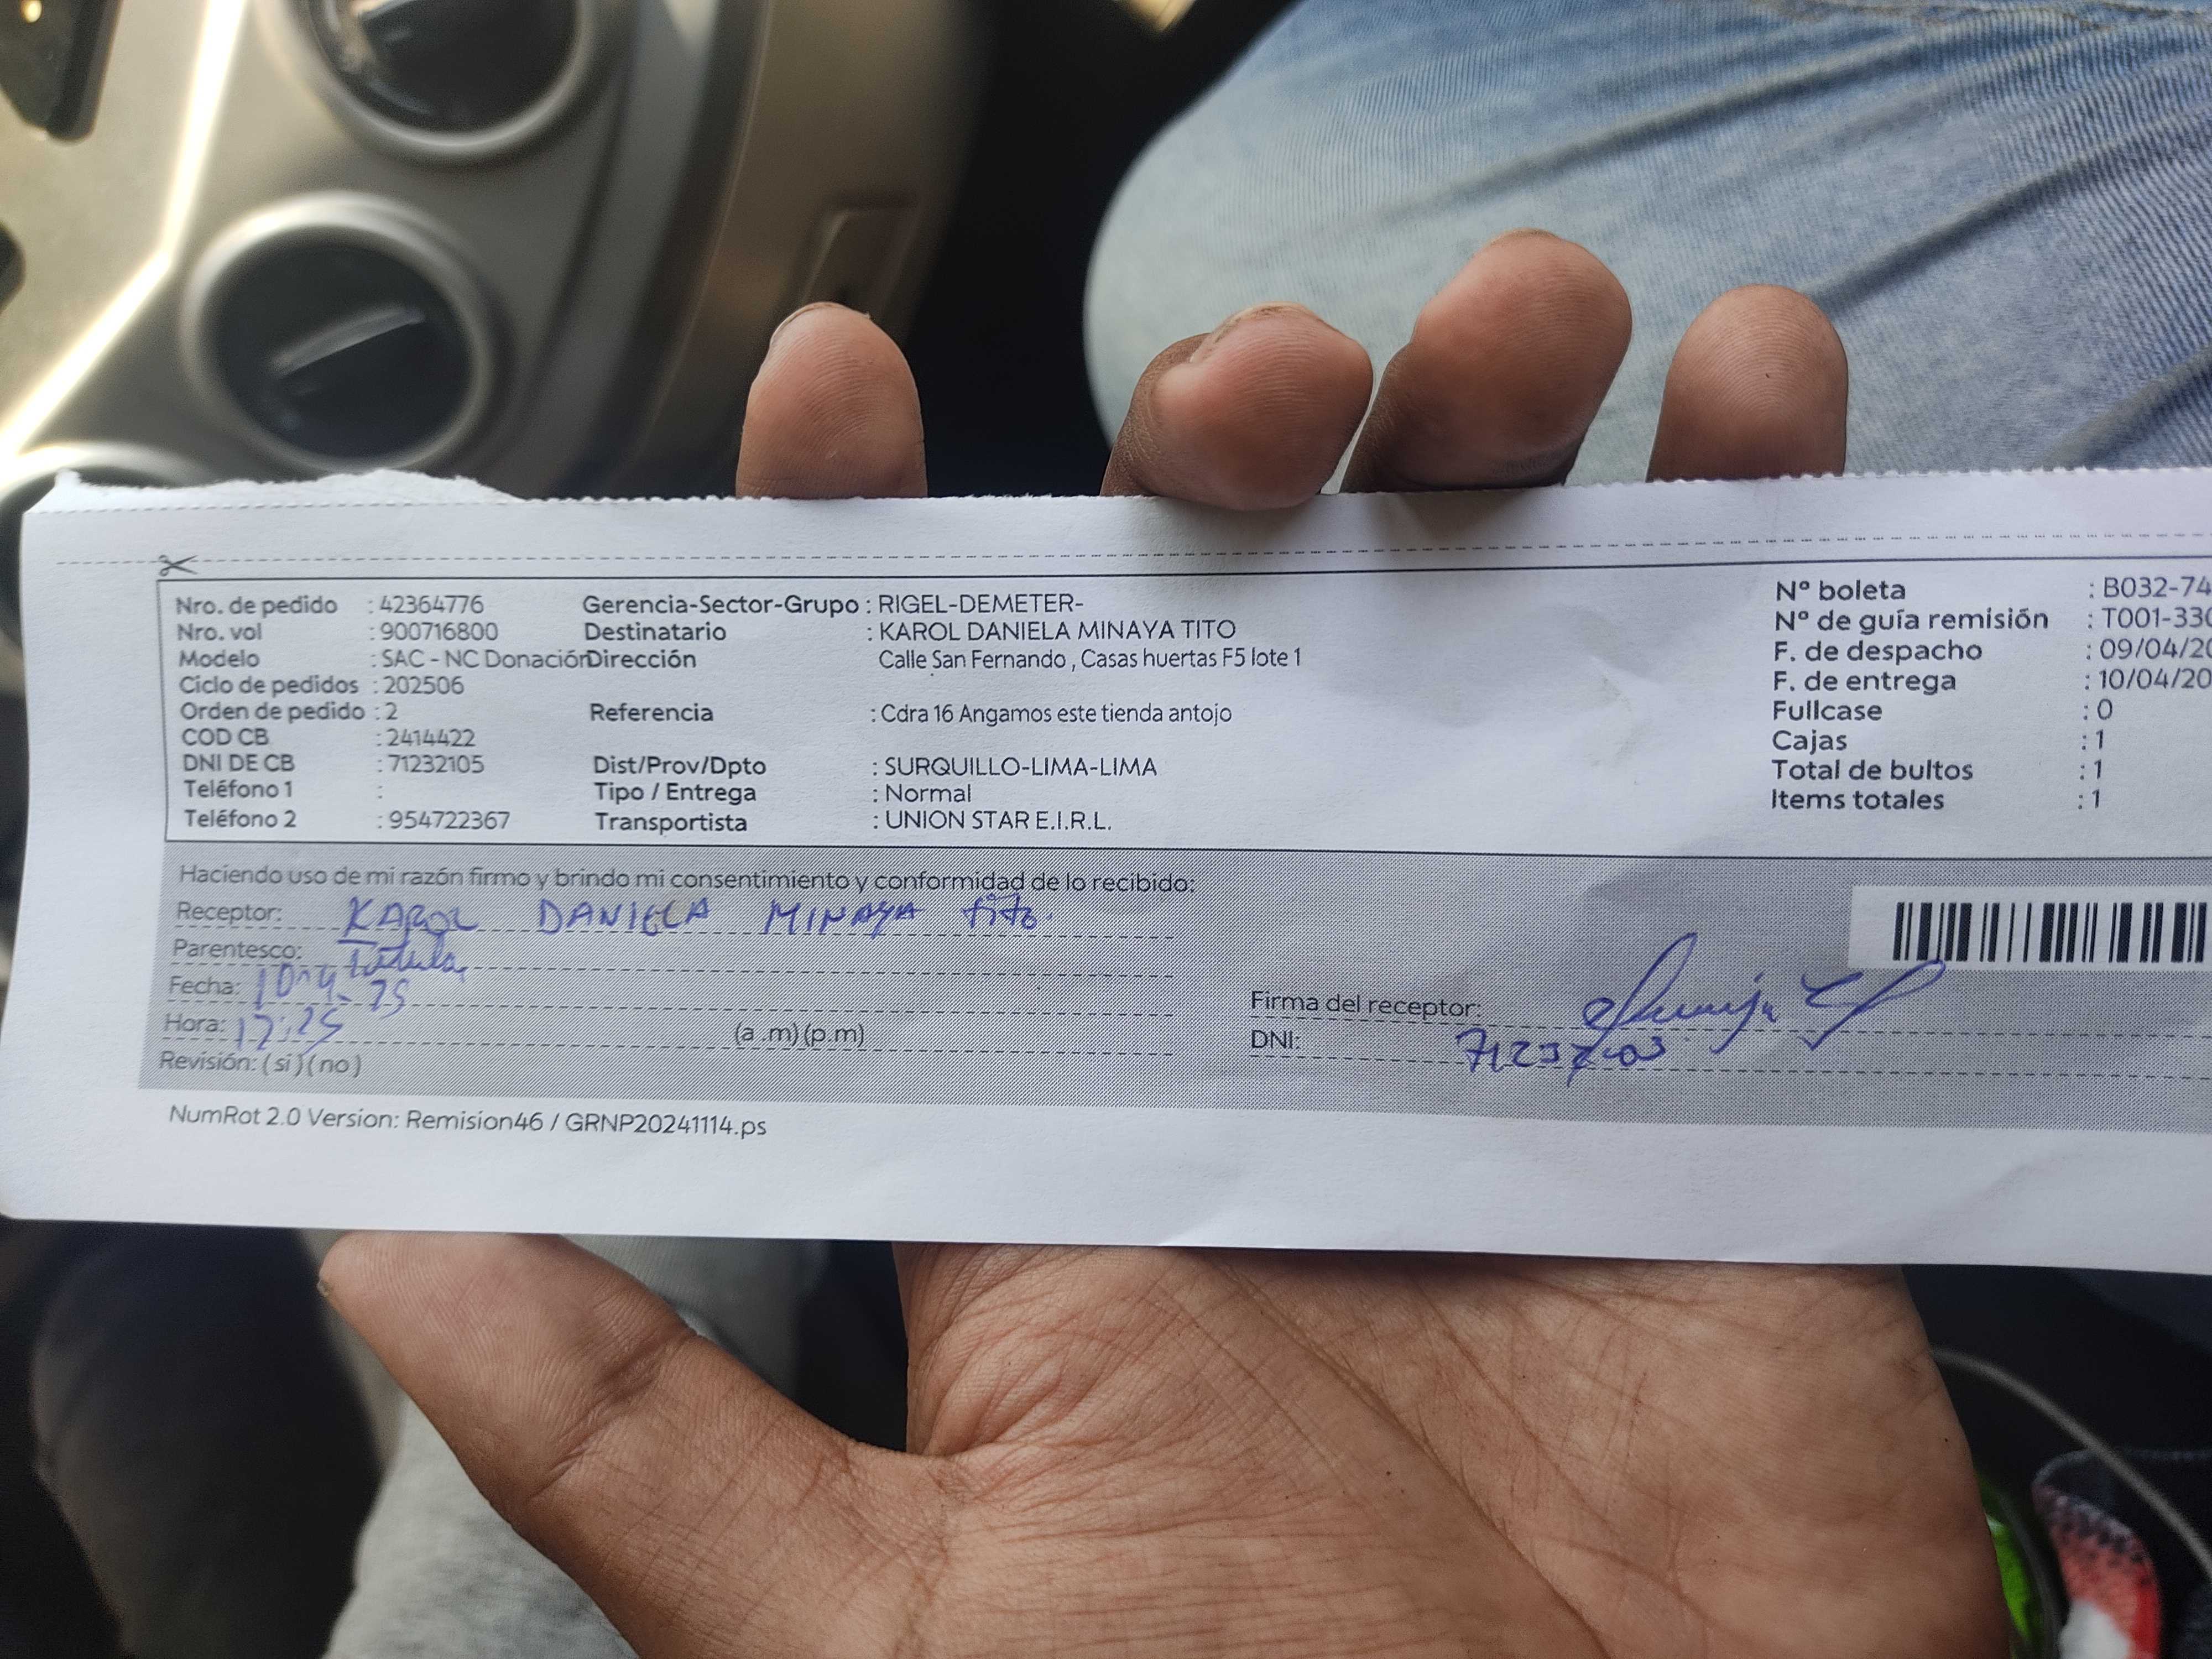 Nro. de pedido : 42364776 Gerencia-Sector-Grupo : RIGEL-DEMETER- N° boleta : B032-74
Nro. vol : 900716800 Destinatario : KAROL DANIELA MINAYA TITO N° de guía remisión : T001-330
Modelo : SAC - NC Donación Dirección Calle San Fernando , Casas huertas F5 lote 1 F. de despacho : 09/04/20
Ciclo de pedidos : 202506 F. de entrega : 10/04/20
Orden de pedido : 2 Referencia : Cdra 16 Angamos este tienda antojo Fullcase : 0
COD CB : 2414422 Cajas : 1
DNI DE CB : 71232105 Dist/Prov/Dpto : SURQUILLO-LIMA-LIMA Total de bultos : 1
Teléfono 1 : Tipo / Entrega : Normal Items totales : 1
Teléfono 2 : 954722367 Transportista : UNION STAR E.I.R.L.
Haciendo uso de mi razón firmo y brindo mi consentimiento y conformidad de lo recibido:
Receptor: KAROL DANIELA MINAYA tito.
Parentesco:
Fecha:
Hora: 17:25 (a .m) (p.m)
Revisión: ( si ) ( no )
Firma del receptor:
DNI:
NumRot 2.0 Version: Remision46 / GRNP20241114.ps